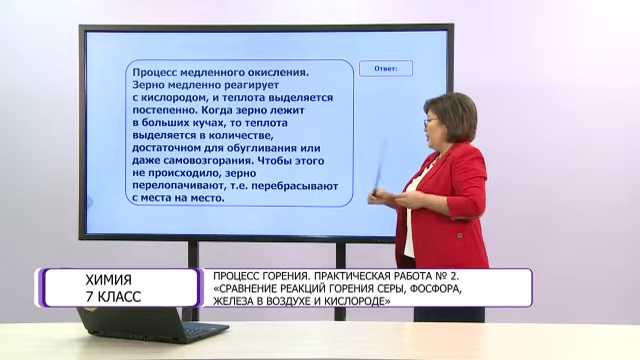 Процесс медленного окисления.
Зерно медленно реагирует
с кислородом, и теплота выделяется
постепенно. Когда зерно лежит
в больших кучах, то теплота
выделяется в количестве,
достаточном для обугливания или
даже самовозгорания. Чтобы этого
не происходило, зерно
перелопачивают, т.е. перебрасывают
с места на место.
Ответ:
ХИМИЯ
7 КЛАСС
ПРОЦЕСС ГОРЕНИЯ. ПРАКТИЧЕСКАЯ РАБОТА № 2.
«СРАВНЕНИЕ РЕАКЦИЙ ГОРЕНИЯ СЕРЫ, ФОСФОРА,
ЖЕЛЕЗА В ВОЗДУХЕ И КИСЛОРОДЕ»